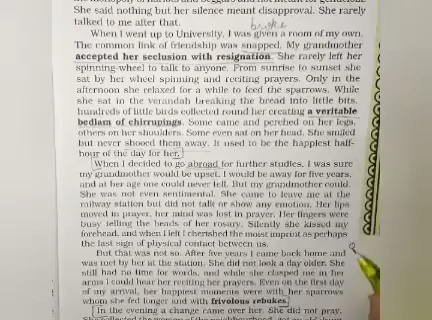 She said nothing but her silence meant disapproval. She rarely
talked to me after that.
broke
When I went up to University, I was given a room of my own.
The common link of friendship was snapped. My grandmother
accepted her seclusion with resignation. She rarely left her
spinning-wheel to talk to anyone. From sunrise to sunset she
sat by her wheel spinning and reciting prayers. Only in the
afternoon she relaxed for a while to feed the sparrows. While
she sat in the verandah breaking the bread into little bits,
hundreds of little birds collected round her creating a veritable
bedlam of chirrupings. Some came and perched on her legs,
others on her shoulders. Some even sat on her head. She smiled
but never shooed them away. It used to be the happiest half-
hour of the day for her.
When I decided to go abroad for further studies, I was sure
my grandmother would be upset. I would be away for five years,
and at her age one could never tell. But my grandmother could.
She was not even sentimental. She came to leave me at the
railway station but did not talk or show any emotion. Her lips
moved in prayer, her mind was lost in prayer. Her fingers were
busy telling the beads of her rosary. Silently she kissed my
forehead, and when I left I cherished the moist imprint as perhaps
the last sign of physical contact between us.
But that was not so. After five years I came back home and
was met by her at the station. She did not look a day older. She
still had no time for words, and while she clasped me in her
arms I could hear her reciting her prayers. Even on the first day
of my arrival, her happiest moments were with her sparrows
whom she fed longer and with frivolous rebukes.
In the evening a change came over her. She did not pray.
She collected the women of the neighbourhood, got an old